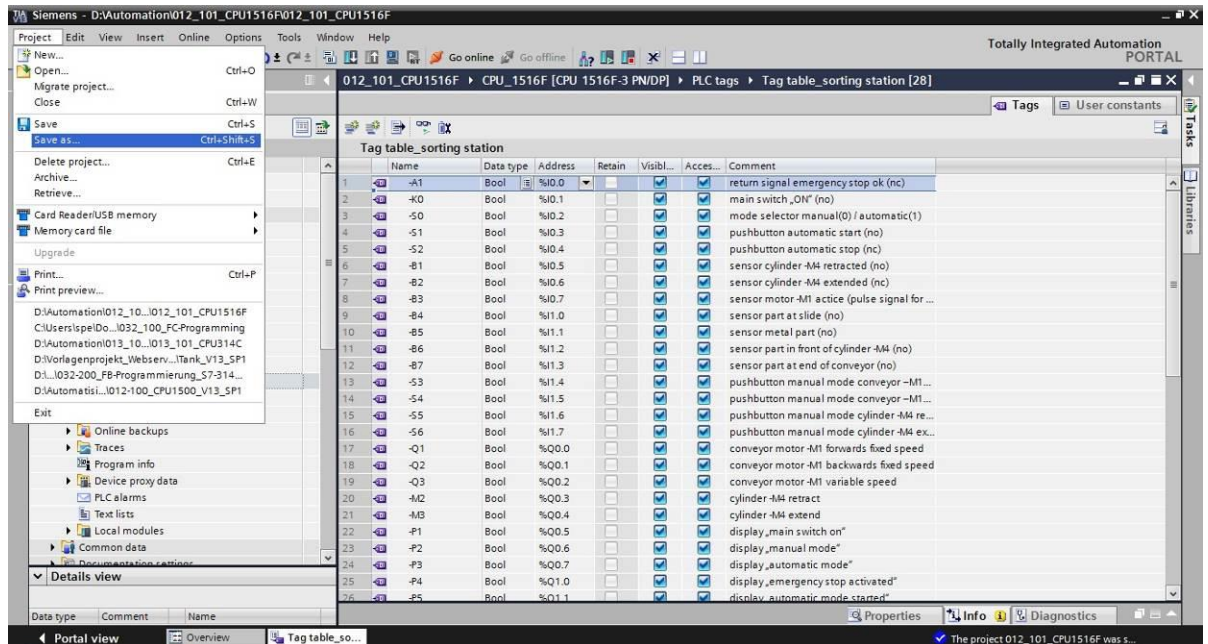 Siemens - D:\Automation\012_101_CPU1516F\012_101_CPU1516F
Project Edit View Insert Online Options Tools Window Help
Totally Integrated Automation
PORTAL
New...
Open... Ctrl+O
Migrate project...
Close Ctrl+W
Save Ctrl+S
Save as... Ctrl+Shift+S
Delete project... Ctrl+E
Archive...
Retrieve...
Card Reader/USB memory
Memory card file
Upgrade
Print... Ctrl+P
Print preview...
D:\Automation\012_10...\012_101_CPU1516F
C:\Users\spe\Do...\032_100_FC-Programming
D:\Automation\013_10...\013_101_CPU314C
D:\Vorlagenprojekt_Webserv...\Tank_V13_SP1
D:\...\032-200_FB-Programmierung_S7-314...
D:\Automatisi...\012-100_CPU1500_V13_SP1
Exit
Online backups
Traces
Program info
Device proxy data
PLC alarms
Text lists
Local modules
Common data
Documentation settings
Details view
Data type Comment Name
Go online Go offline
012_101_CPU1516F CPU_1516F [CPU 1516F-3 PN/DP] PLC tags Tag table_sorting station [28]
Tags User constants
Tag table_sorting station
Name Data type Address Retain Visibl... Acces... Comment
1 -A1 Bool %I0.0 return signal emergency stop ok (nc)
2 -K0 Bool %I0.1 main switch „ON“ (no)
3 -S0 Bool %I0.2 mode selector manual(0) / automatic(1)
4 -S1 Bool %I0.3 pushbutton automatic start (no)
5 -S2 Bool %I0.4 pushbutton automatic stop (nc)
6 -B1 Bool %I0.5 sensor cylinder -M4 retracted (no)
7 -B2 Bool %I0.6 sensor cylinder -M4 extended (nc)
8 -B3 Bool %I0.7 sensor motor -M1 actice (pulse signal for ...
9 -B4 Bool %I1.0 sensor part at slide (no)
10 -B5 Bool %I1.1 sensor metal part (no)
11 -B6 Bool %I1.2 sensor part in front of cylinder -M4 (no)
12 -B7 Bool %I1.3 sensor part at end of conveyor (no)
13 -S3 Bool %I1.4 pushbutton manual mode conveyor –M1...
14 -S4 Bool %I1.5 pushbutton manual mode conveyor –M1...
15 -S5 Bool %I1.6 pushbutton manual mode cylinder -M4 re...
16 -S6 Bool %I1.7 pushbutton manual mode cylinder -M4 ex...
17 -Q1 Bool %Q0.0 conveyor motor -M1 forwards fixed speed
18 -Q2 Bool %Q0.1 conveyor motor -M1 backwards fixed speed
19 -Q3 Bool %Q0.2 conveyor motor -M1 variable speed
20 -M2 Bool %Q0.3 cylinder -M4 retract
21 -M3 Bool %Q0.4 cylinder -M4 extend
22 -P1 Bool %Q0.5 display „main switch on“
23 -P2 Bool %Q0.6 display „manual mode“
24 -P3 Bool %Q0.7 display „automatic mode“
25 -P4 Bool %Q1.0 display „emergency stop activated“
26 -P5 Bool %Q1.1 display „automatic mode started“
Tasks
Libraries
Properties Info Diagnostics
Portal view Overview Tag table_so... The project 012_101_CPU1516F was s...